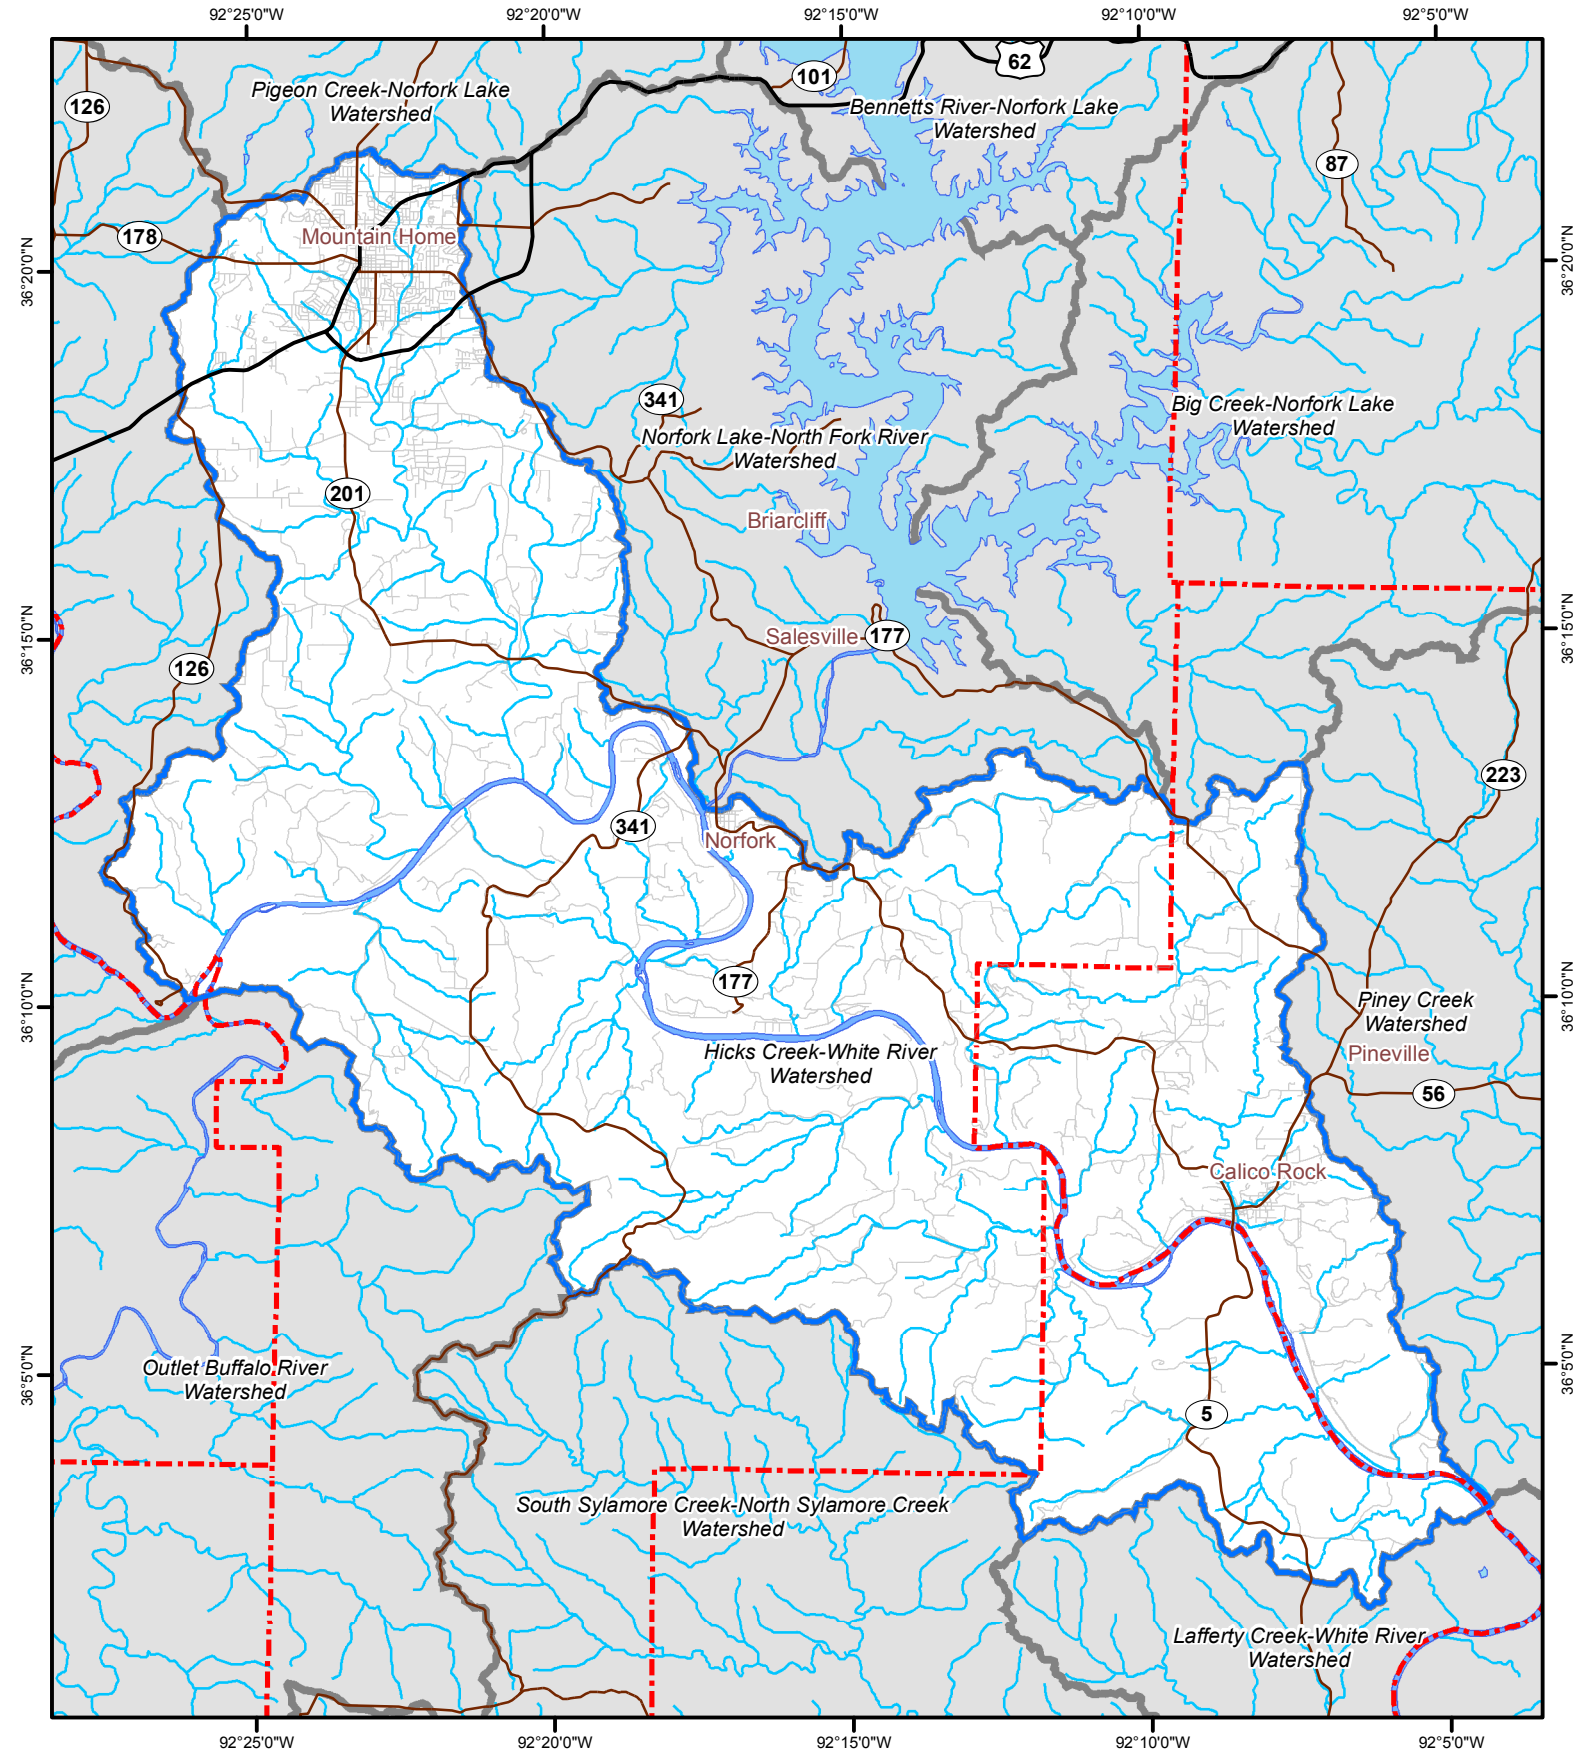 92°25'0"W
92°20'0"W
92°15'0"W
92°10'0"W
92°5'0"W
62
101
Pigeon Creek-Norfork Lake
Watershed
126
Bennetts River-Norfork Lake
Watershed
87
178
Mountain Home
36°20'0"N
36°20'0"N
341
Big Creek-Norfork Lake
Watershed
Norfork Lake-North Fork River
Watershed
201
Briarcliff
36°15'0"N
Salesville
177
36°15'0"N
126
223
341
Norfork
177
36°10'0"N
36°10'0"N
Piney Creek
Watershed
Hicks Creek-White River
Watershed
Pineville
56
Calico Rock
Outlet Buffalo River
Watershed
36°5'0"N
36°5'0"N
5
South Sylamore Creek-North Sylamore Creek
Watershed
Lafferty Creek-White River
Watershed
92°25'0"W
92°20'0"W
92°15'0"W
92°10'0"W
92°5'0"W